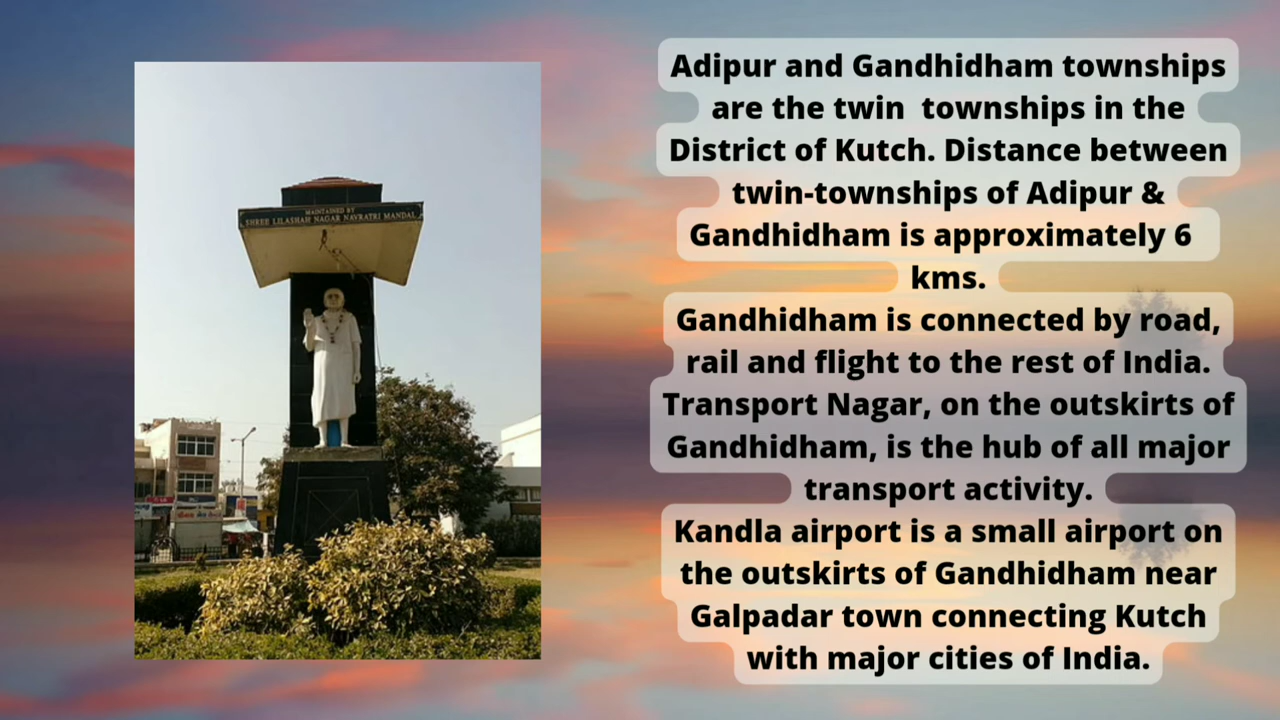 MAINTAINED BY
SHREE LILASHAH NAGAR NAVRATRI MANDAL
Adipur and Gandhidham townships
are the twin townships in the
District of Kutch. Distance between
twin-townships of Adipur &
Gandhidham is approximately 6
kms.
Gandhidham is connected by road,
rail and flight to the rest of India.
Transport Nagar, on the outskirts of
Gandhidham, is the hub of all major
transport activity.
Kandla airport is a small airport on
the outskirts of Gandhidham near
Galpadar town connecting Kutch
with major cities of India.